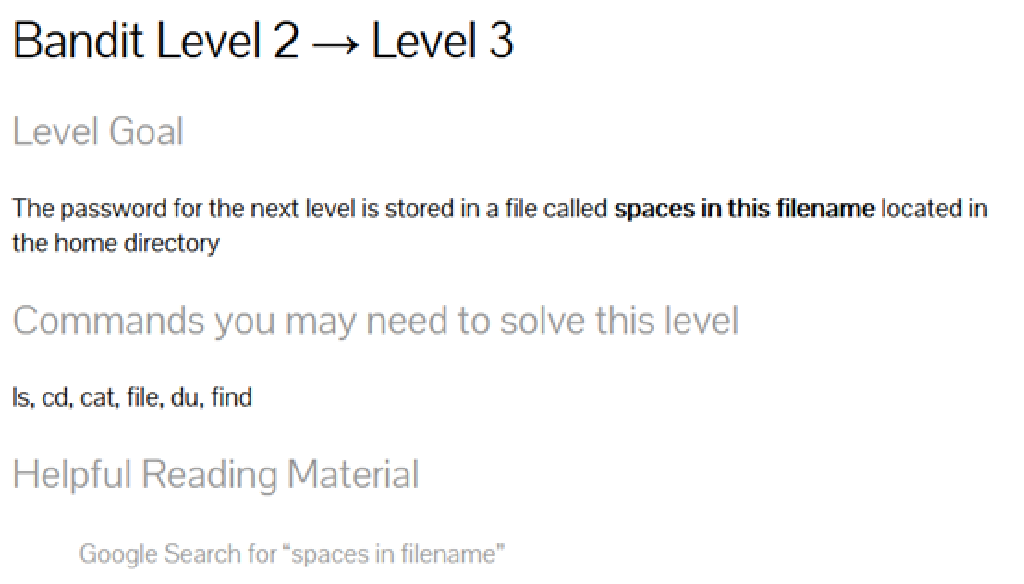 Bandit Level 2 → Level 3
Level Goal
The password for the next level is stored in a file called spaces in this filename located in
the home directory
Commands you may need to solve this level
ls, cd, cat, file, du, find
Helpful Reading Material
Google Search for “spaces in filename”